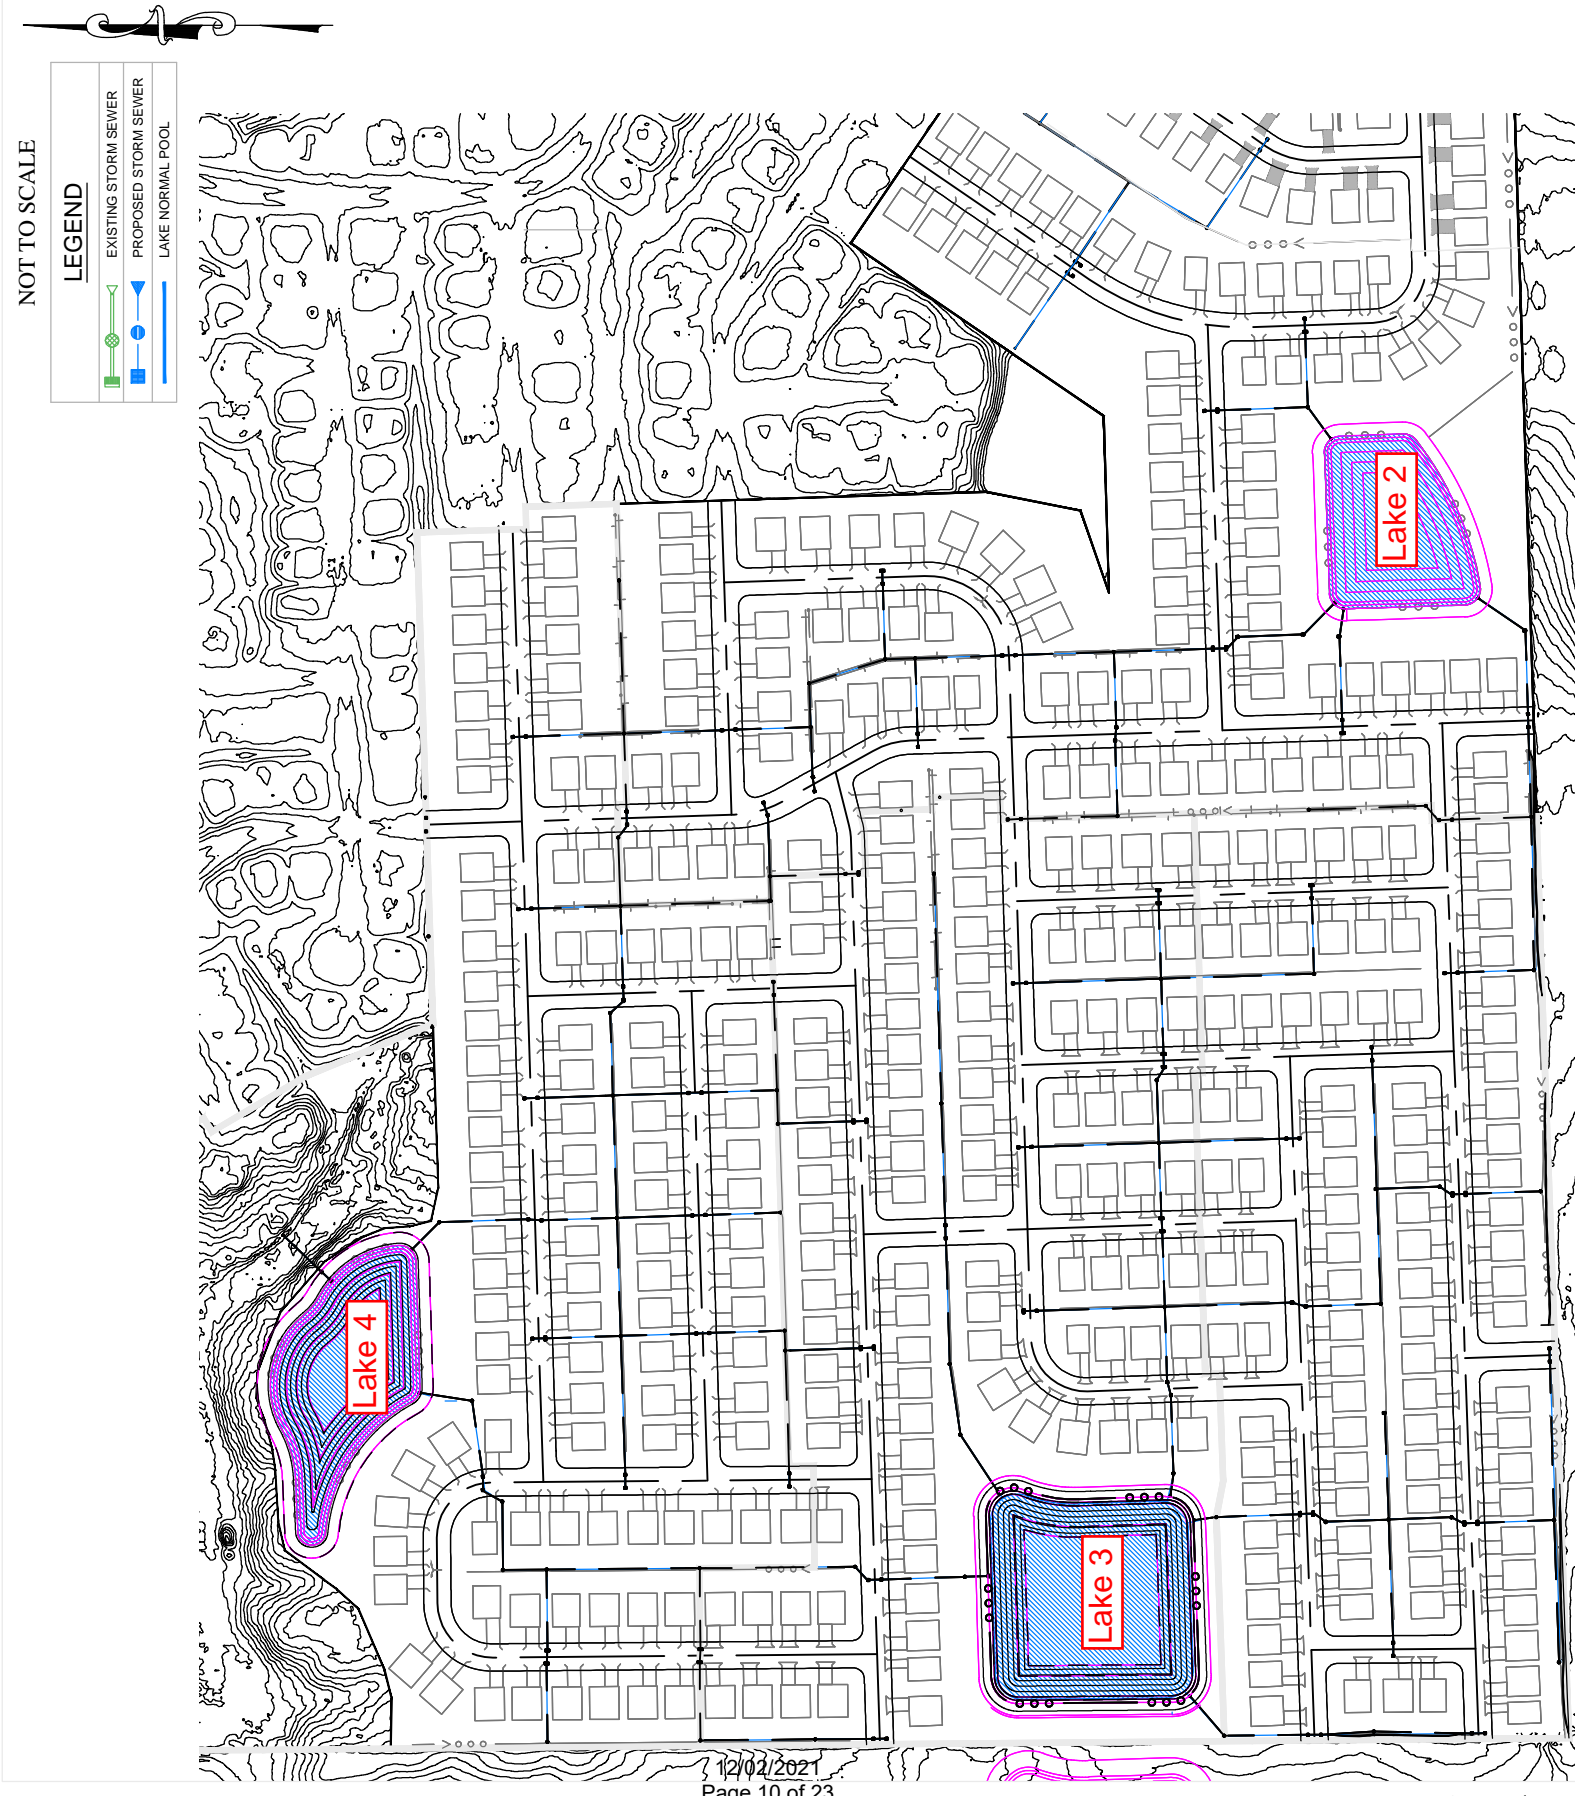 NOT TO SCALE
LEGEND
EXISTING STORM SEWER
PROPOSED STORM SEWER
LAKE NORMAL POOL
Lake 2
Lake 4
Lake 3
12/02/2021
Page 10 of 23